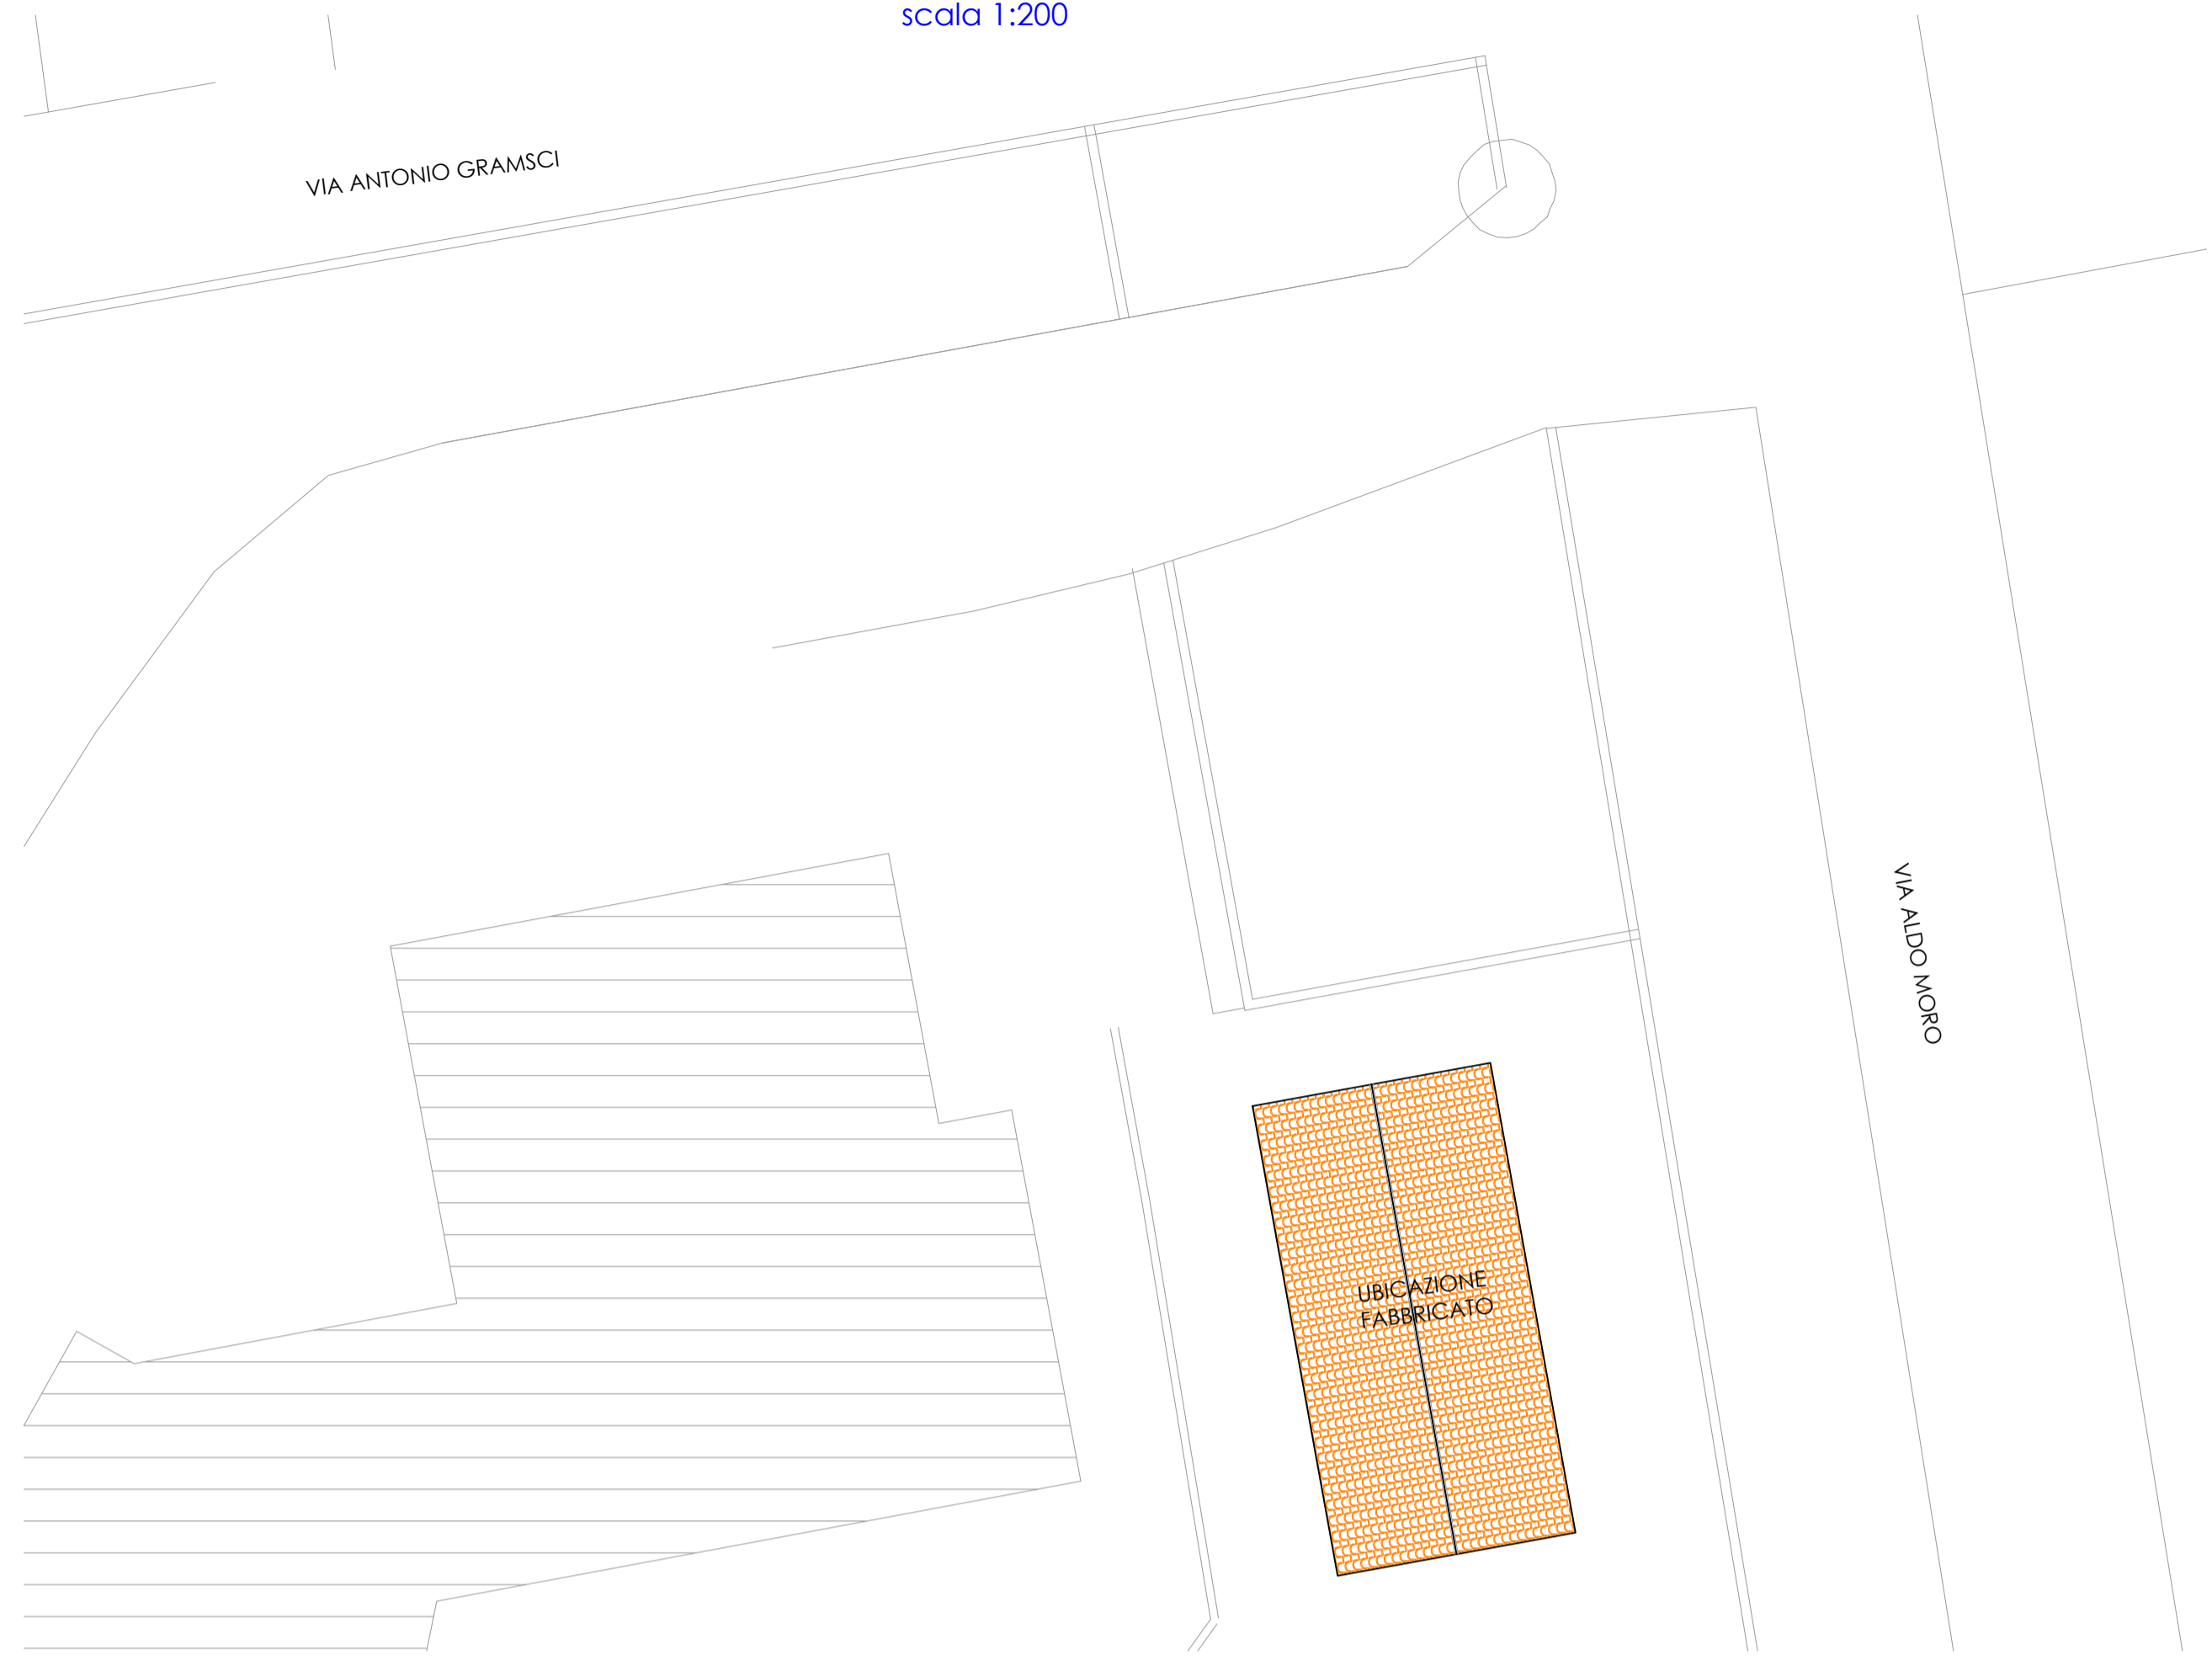 scala 1:200
VIA ANTONIO GRAMSCI
VIA ALDO MORO
UBICAZIONE
FABBRICATO